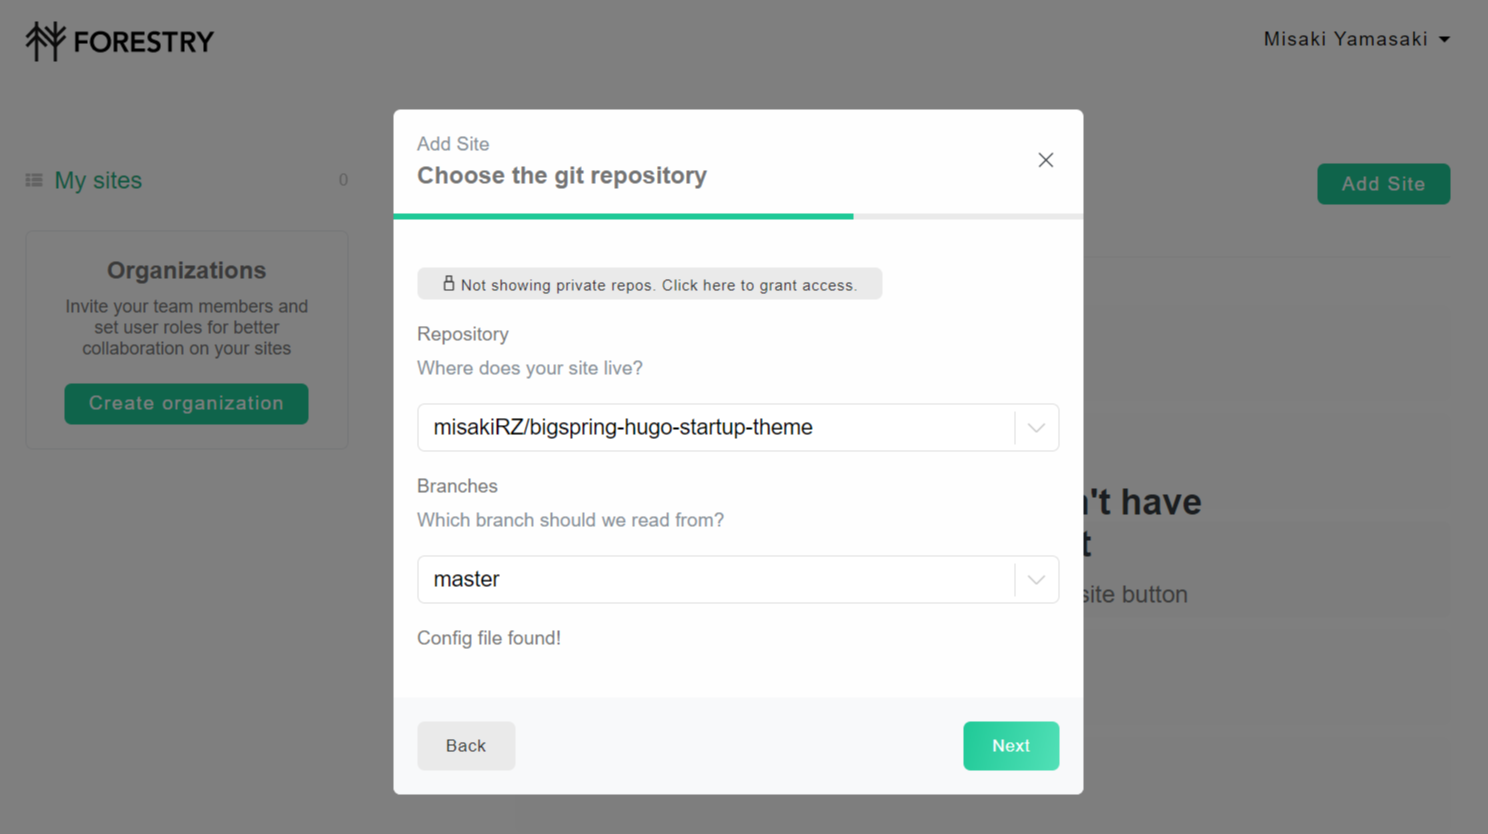 FORESTRY
Misaki Yamasaki
My sites
0
Add Site
Organizations
Invite your team members and
set user roles for better
collaboration on your sites
Create organization
Add Site
Choose the git repository
Not showing private repos. Click here to grant access.
Repository
Where does your site live?
misakiRZ/bigspring-hugo-startup-theme
Branches
Which branch should we read from?
master
Config file found!
Back
Next
't have
site button